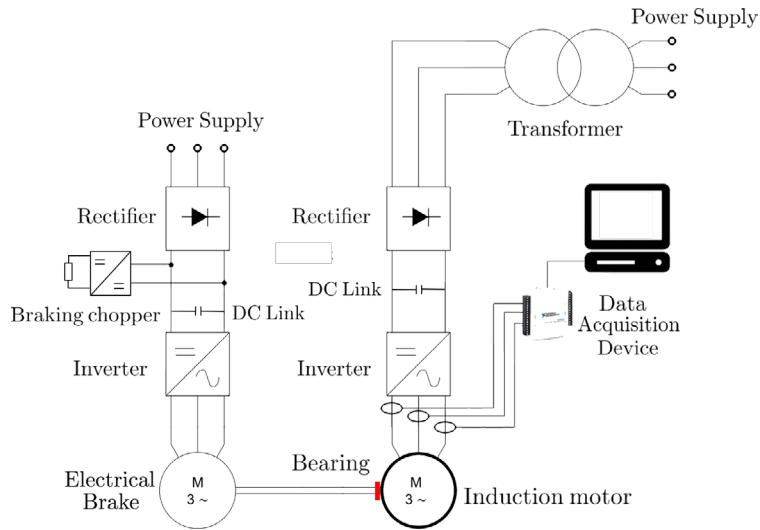 Power Supply
Transformer
Power Supply
Rectifier
Rectifier
DC Link
Braking chopper
DC Link
Data
Acquisition
Device
Inverter
Inverter
Bearing
Electrical
Brake
M
3 ~
M
3 ~
Induction motor